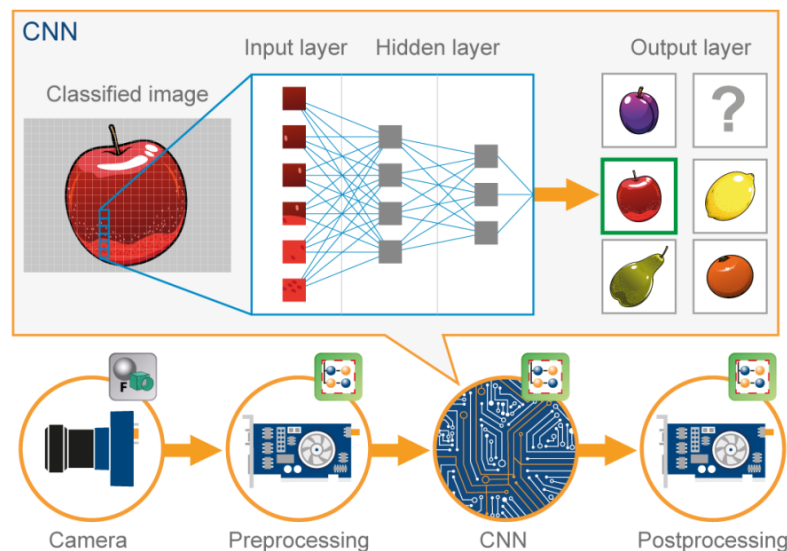 CNN
Input layer
Hidden layer
Output layer
Classified image
?
F
Camera
Preprocessing
CNN
Postprocessing